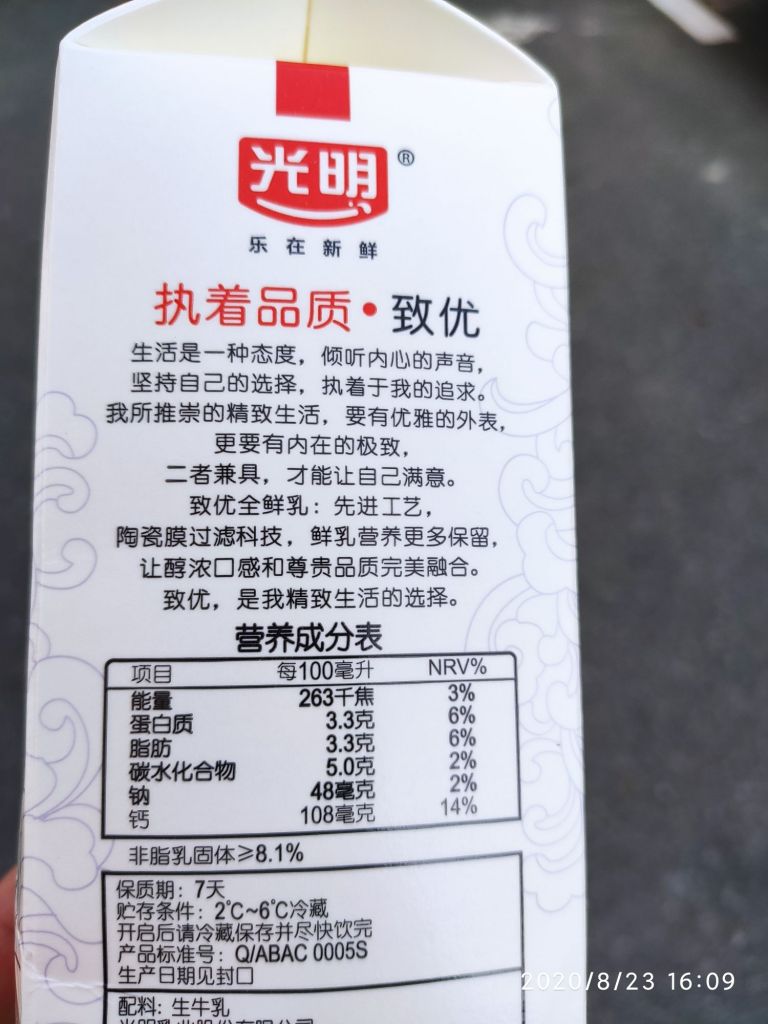 光明®
乐在新鲜
执着品质·致优
生活是一种态度，倾听内心的声音，
坚持自己的选择，执着于我的追求。
我所推崇的精致生活，要有优雅的外表，
更要有内在的极致，
二者兼具，才能让自己满意。
致优全鲜乳：先进工艺，
陶瓷膜过滤科技，鲜乳营养更多保留，
让醇浓口感和尊贵品质完美融合。
致优，是我精致生活的选择。
营养成分表
项目 每100毫升 NRV%
能量 263千焦 3%
蛋白质 3.3克 6%
脂肪 3.3克 6%
碳水化合物 5.0克 2%
钠 48毫克 2%
钙 108毫克 14%
非脂乳固体≥8.1%
保质期：7天
贮存条件：2℃~6℃冷藏
开启后请冷藏保存并尽快饮完
产品标准号：Q/ABAC 0005S
生产日期见封口
配料：生牛乳
光明乳业股份有限公司
2020/8/23 16:09